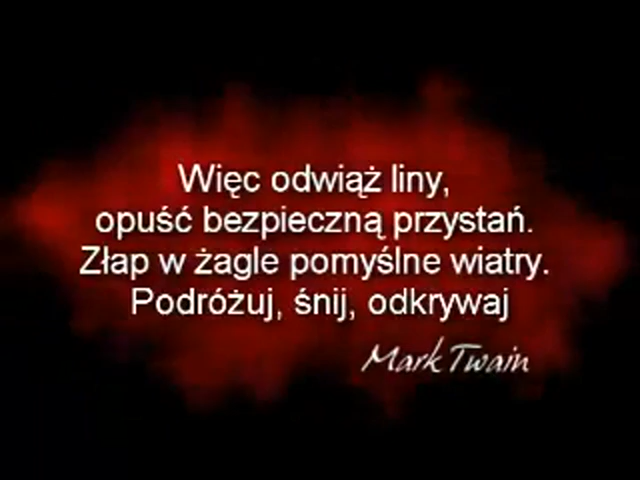 Więc odwiąż liny,
opuść bezpieczną przystań.
Złap w żagle pomyślne wiatry.
Podróżuj, śnij, odkrywaj
Mark Twain